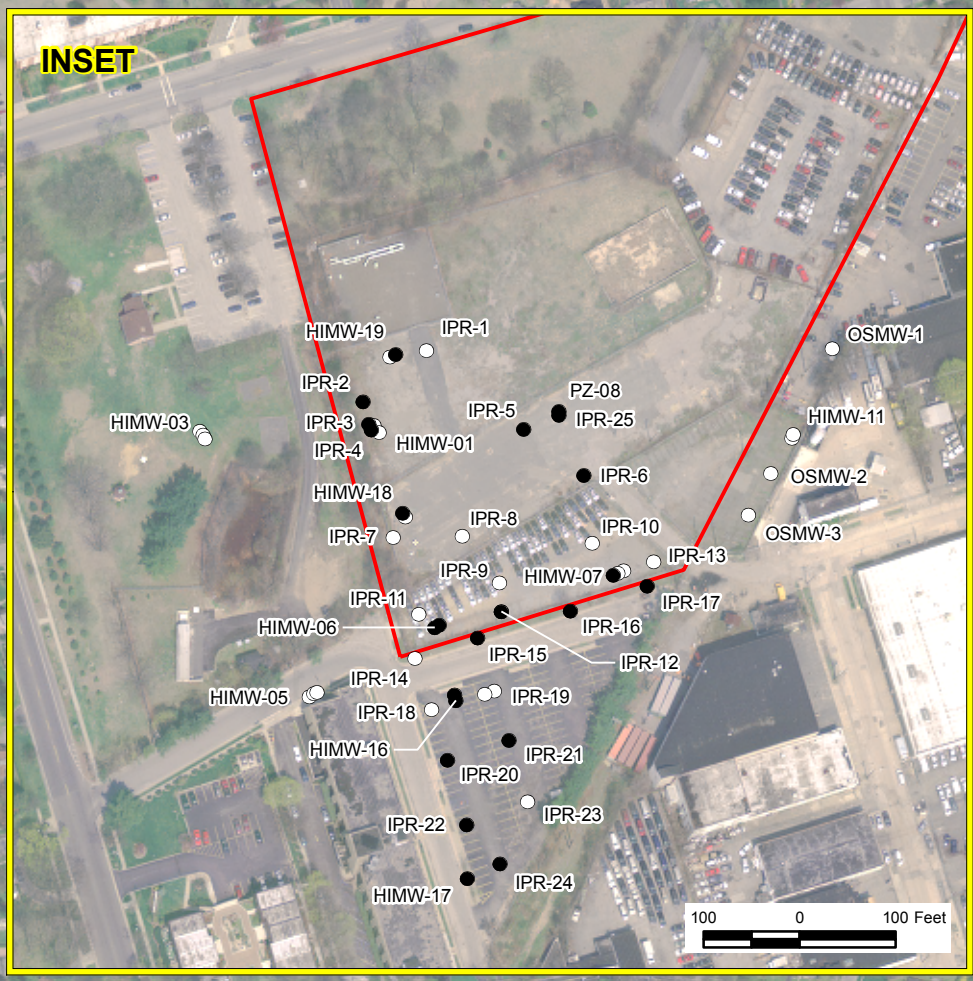 INSET
HIMW-19
IPR-1
OSMW-1
IPR-2
PZ-08
HIMW-03
IPR-3
IPR-5
IPR-25
HIMW-11
IPR-4
HIMW-01
IPR-6
OSMW-2
HIMW-18
IPR-7
IPR-8
IPR-10
OSMW-3
IPR-13
IPR-9
HIMW-07
IPR-11
IPR-17
HIMW-06
IPR-16
IPR-15
IPR-12
IPR-14
HIMW-05
IPR-19
IPR-18
HIMW-16
IPR-21
IPR-20
IPR-23
IPR-22
IPR-24
HIMW-17
100 0 100 Feet